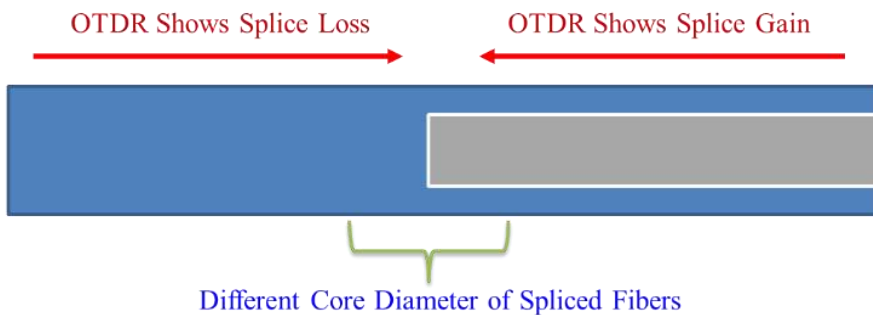 OTDR Shows Splice Loss
OTDR Shows Splice Gain
Different Core Diameter of Spliced Fibers